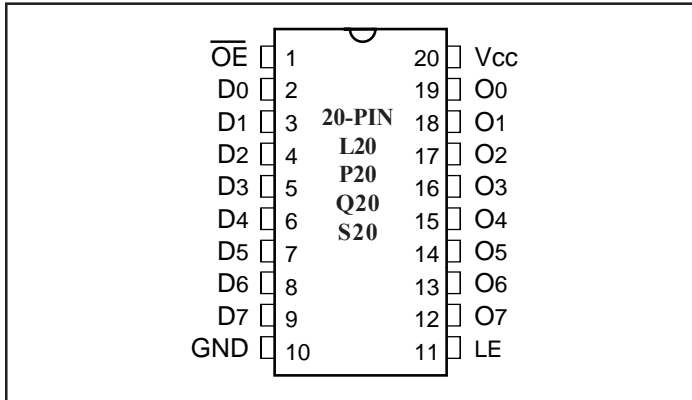 O̅E̅ 1 20 Vcc
D0 2 19 O0
D1 3 20-PIN 18 O1
D2 4 L20 17 O2
D3 5 P20 16 O3
D4 6 Q20 15 O4
D5 7 S20 14 O5
D6 8 13 O6
D7 9 12 O7
GND 10 11 LE